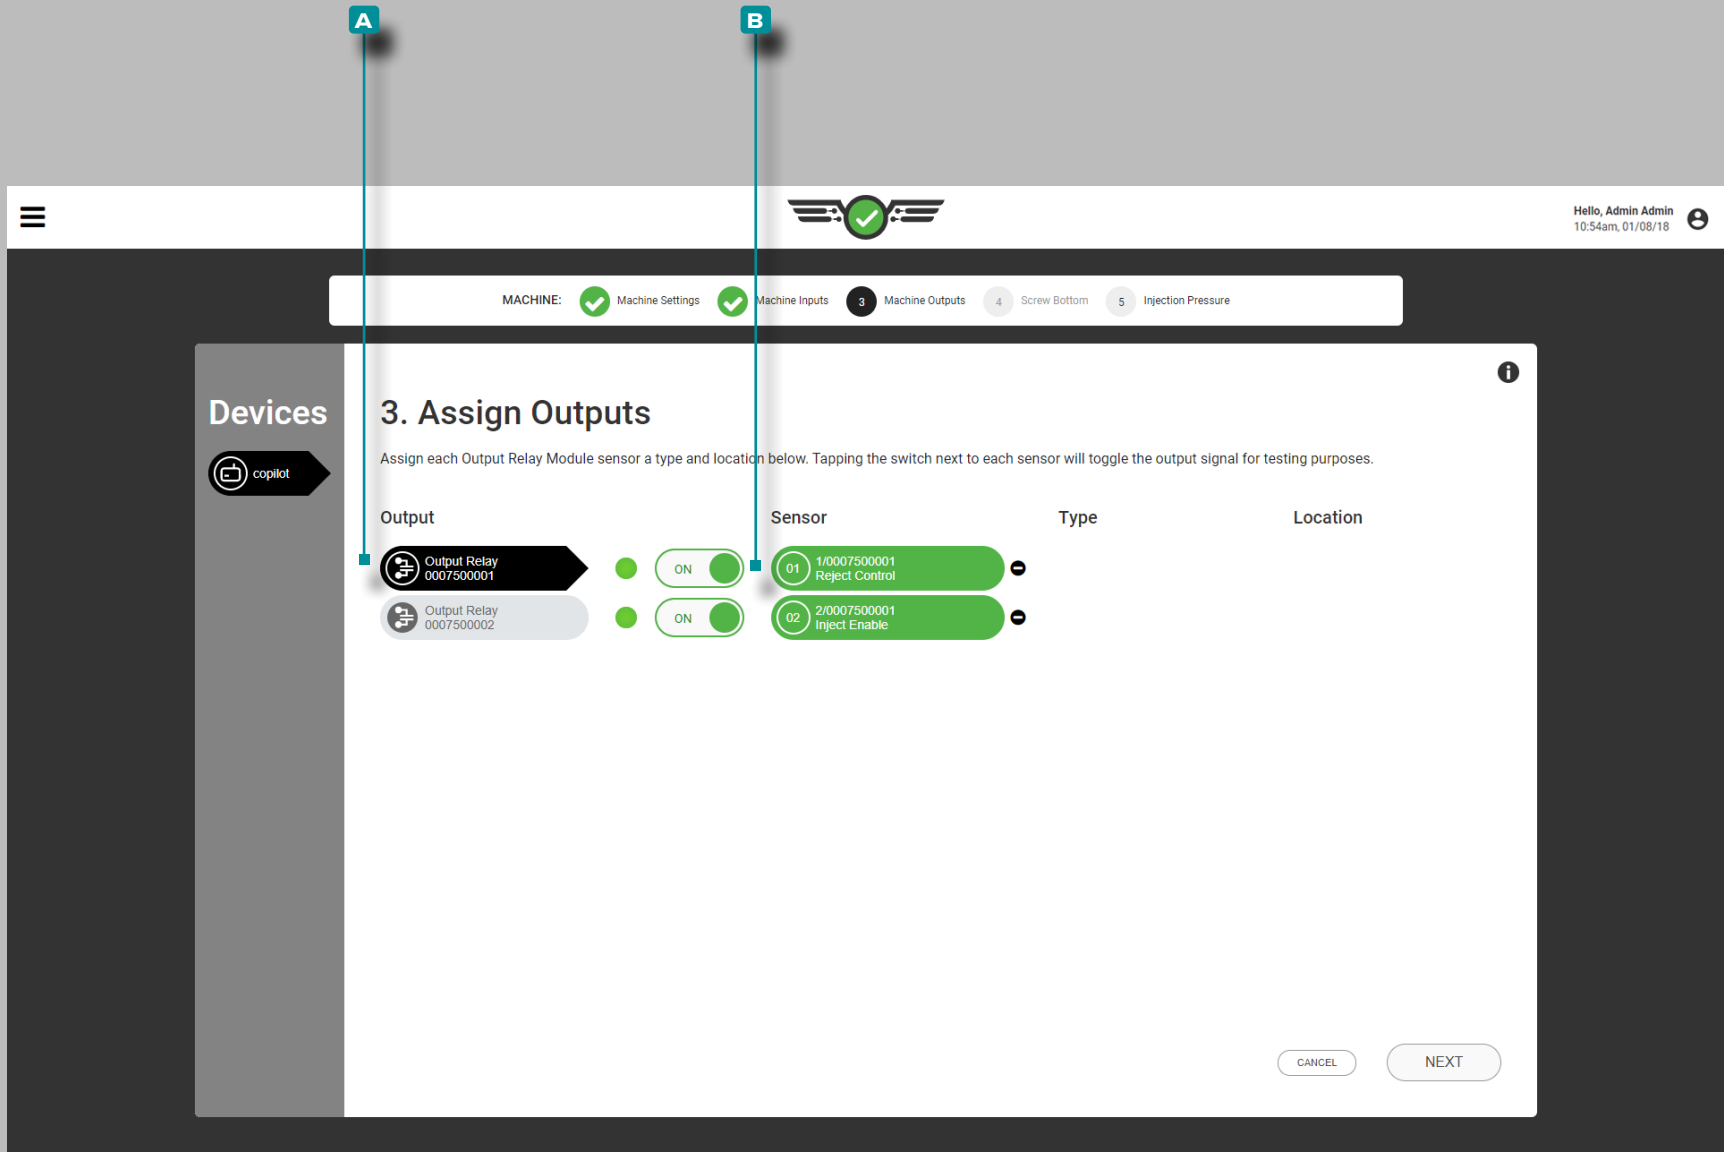 A
B
Hello, Admin Admin
10:54am, 01/08/18
MACHINE: Machine Settings Machine Inputs 3 Machine Outputs 4 Screw Bottom 5 Injection Pressure
Devices
copilot
3. Assign Outputs
Assign each Output Relay Module sensor a type and location below. Tapping the switch next to each sensor will toggle the output signal for testing purposes.
Output Sensor Type Location
Output Relay
0007500001
ON
01
1/0007500001
Reject Control
Output Relay
0007500002
ON
02
2/0007500001
Inject Enable
CANCEL
NEXT